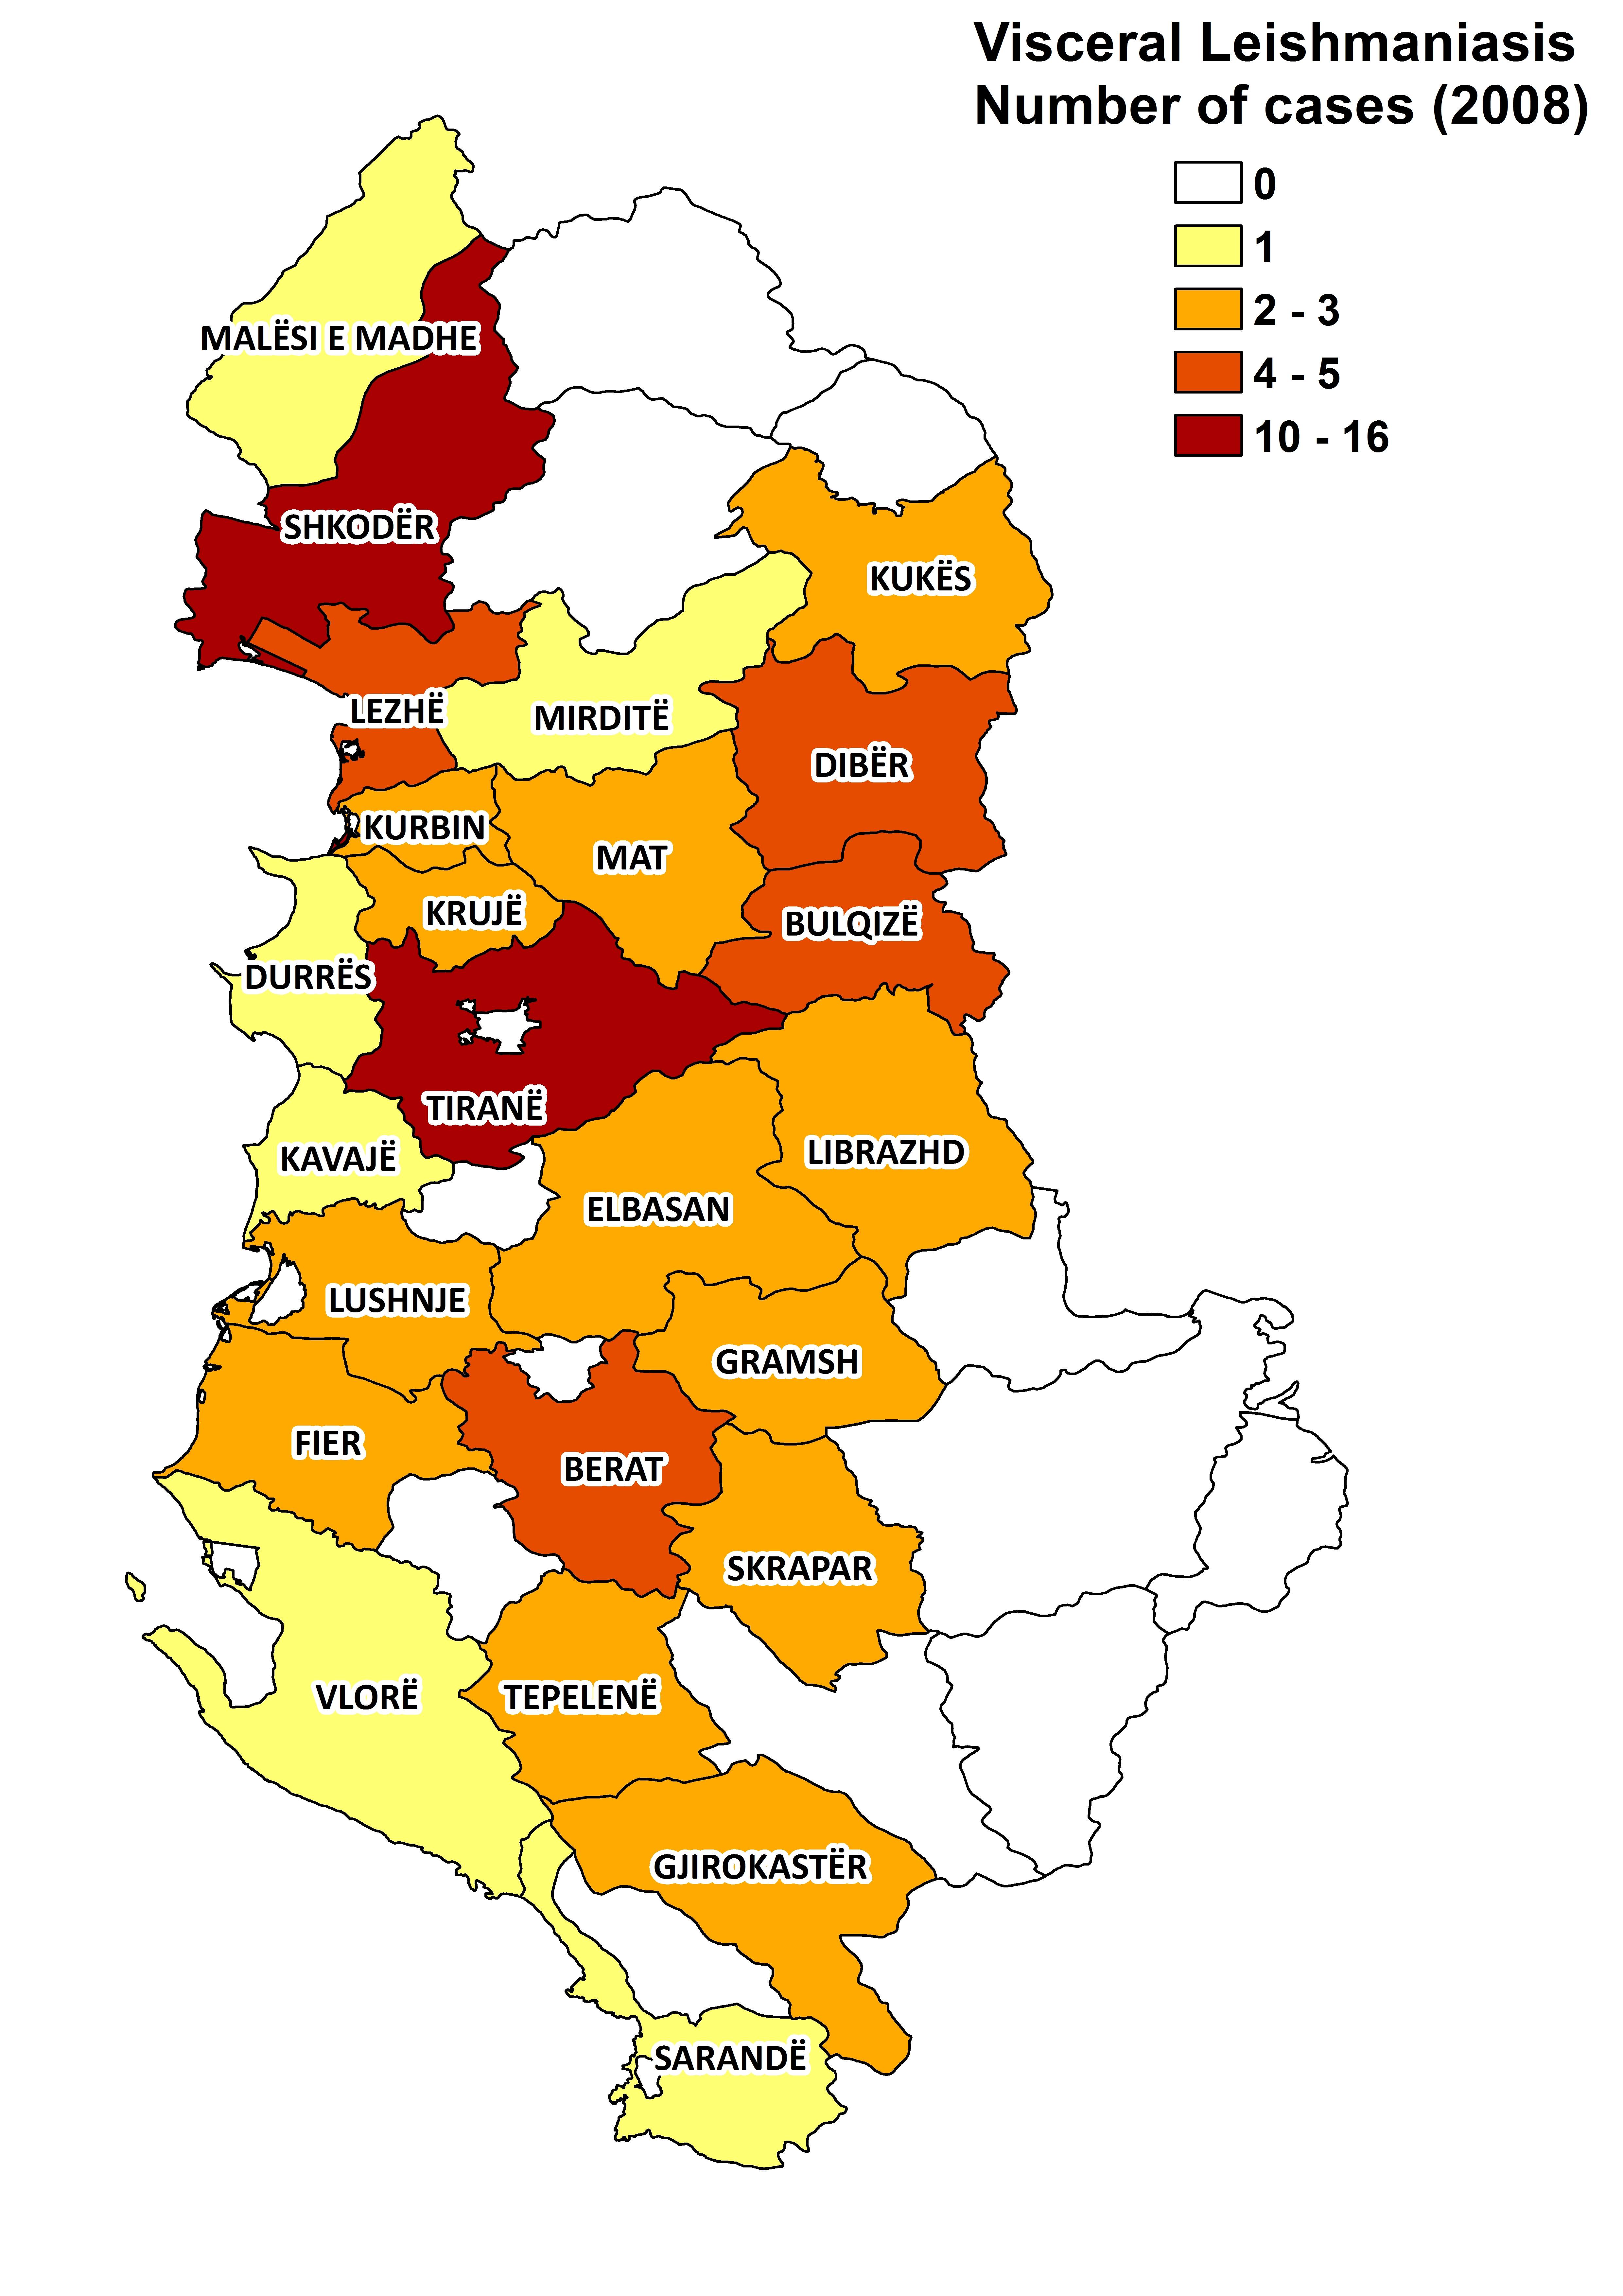 Visceral Leishmaniasis
Number of cases (2008)
0
1
2 - 3
4 - 5
10 - 16
MALËSI E MADHE
SHKODËR
KUKËS
LEZHË
MIRDITË
DIBËR
KURBIN
MAT
KRUJË
BULQIZË
DURRËS
TIRANË
KAVAJË
LIBRAZHD
ELBASAN
LUSHNJE
GRAMSH
FIER
BERAT
SKRAPAR
VLORË
TEPELENË
GJIROKASTËR
SARANDË